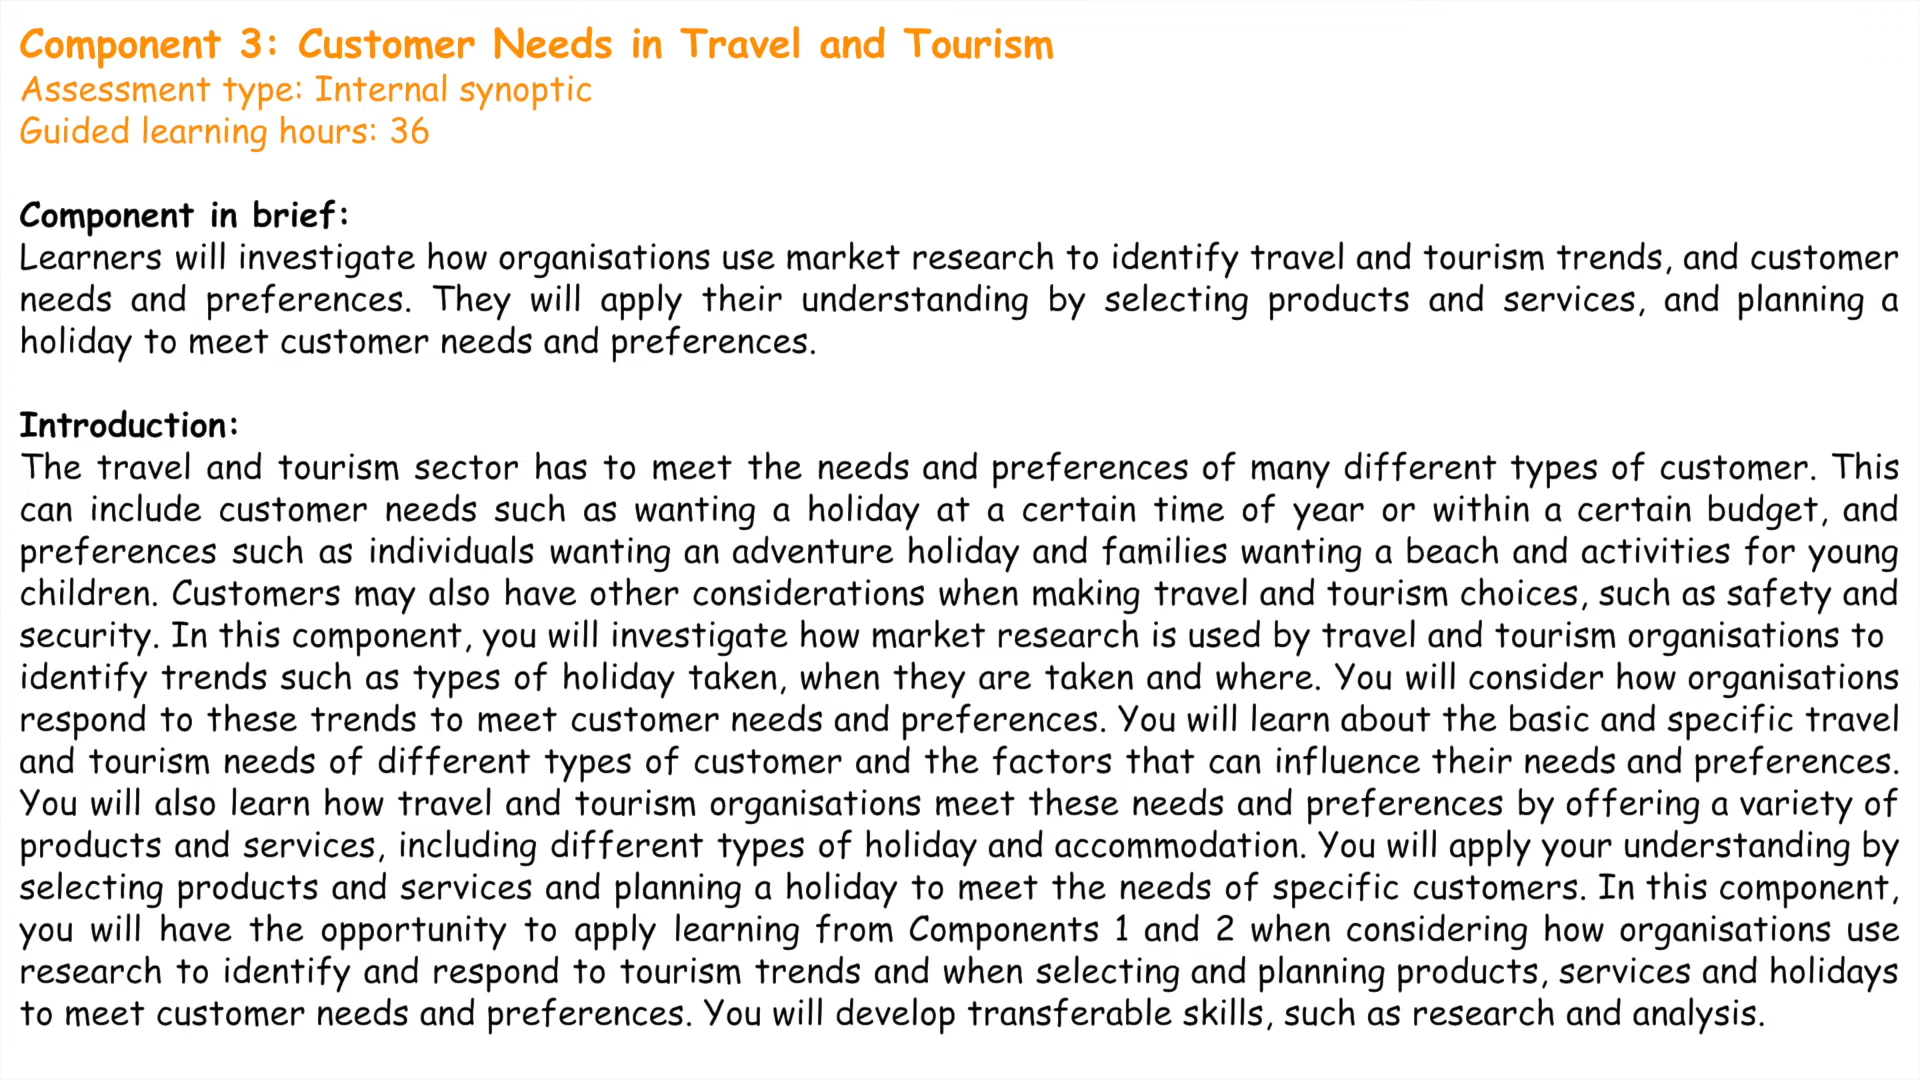 Component 3: Customer Needs in Travel and Tourism
Assessment type: Internal synoptic
Guided learning hours: 36
Component in brief:
Learners will investigate how organisations use market research to identify travel and tourism trends, and customer
needs and preferences. They will apply their understanding by selecting products and services, and planning a
holiday to meet customer needs and preferences.
Introduction:
The travel and tourism sector has to meet the needs and preferences of many different types of customer. This
can include customer needs such as wanting a holiday at a certain time of year or within a certain budget, and
preferences such as individuals wanting an adventure holiday and families wanting a beach and activities for young
children. Customers may also have other considerations when making travel and tourism choices, such as safety and
security. In this component, you will investigate how market research is used by travel and tourism organisations to
identify trends such as types of holiday taken, when they are taken and where. You will consider how organisations
respond to these trends to meet customer needs and preferences. You will learn about the basic and specific travel
and tourism needs of different types of customer and the factors that can influence their needs and preferences.
You will also learn how travel and tourism organisations meet these needs and preferences by offering a variety of
products and services, including different types of holiday and accommodation. You will apply your understanding by
selecting products and services and planning a holiday to meet the needs of specific customers. In this component,
you will have the opportunity to apply learning from Components 1 and 2 when considering how organisations use
research to identify and respond to tourism trends and when selecting and planning products, services and holidays
to meet customer needs and preferences. You will develop transferable skills, such as research and analysis.